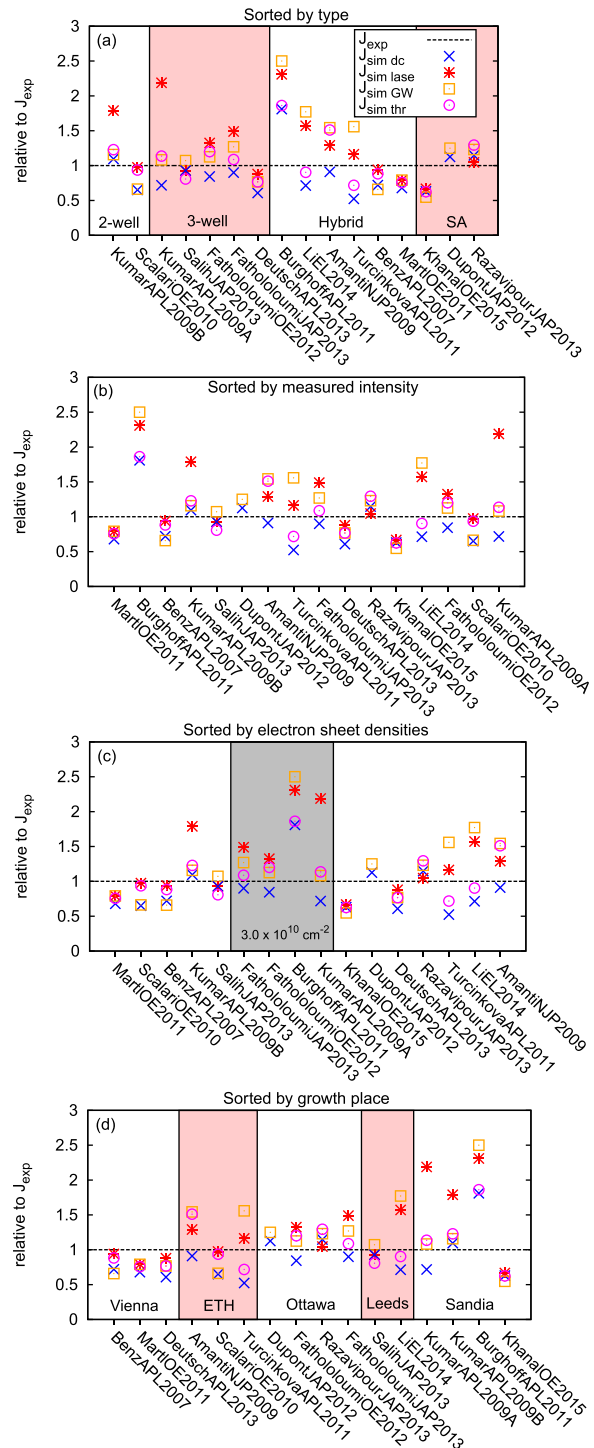 Sorted by type
(a)
relative to J_exp
3
2.5
2
1.5
1
0.5
0
J_exp
J_sim dc
J_sim lase
J_sim GW
J_sim thr
2-well
3-well
Hybrid
SA
KumarAPL2009B
ScalariOE2010
KumarAPL2009A
SalihJAP2013
FathololoumiOE2012
FathololoumiJAP2013
DeutschAPL2013
BurghoffAPL2011
LiEL2014
AmantiNJP2009
TurcinkovaAPL2011
BenzAPL2007
MartlOE2011
KhanalOE2015
DupontJAP2012
RazavipourJAP2013
Sorted by measured intensity
(b)
relative to J_exp
3
2.5
2
1.5
1
0.5
0
MartlOE2011
BurghoffAPL2011
BenzAPL2007
KumarAPL2009B
SalihJAP2013
DupontJAP2012
AmantiNJP2009
TurcinkovaAPL2011
FathololoumiJAP2013
DeutschAPL2013
RazavipourJAP2013
KhanalOE2015
LiEL2014
FathololoumiOE2012
ScalariOE2010
KumarAPL2009A
Sorted by electron sheet densities
(c)
relative to J_exp
3
2.5
2
1.5
1
0.5
0
3.0 x 10^10 cm^-2
MartlOE2011
ScalariOE2010
BenzAPL2007
KumarAPL2009B
SalihJAP2013
FathololoumiJAP2013
FathololoumiOE2012
BurghoffAPL2011
KumarAPL2009A
KhanalOE2015
DupontJAP2012
DeutschAPL2013
RazavipourJAP2013
TurcinkovaAPL2011
LiEL2014
AmantiNJP2009
Sorted by growth place
(d)
relative to J_exp
3
2.5
2
1.5
1
0.5
0
Vienna
ETH
Ottawa
Leeds
Sandia
BenzAPL2007
MartlOE2011
DeutschAPL2013
AmantiNJP2009
ScalariOE2010
TurcinkovaAPL2011
DupontJAP2012
FathololoumiOE2012
RazavipourJAP2013
FathololoumiJAP2013
SalihJAP2013
LiEL2014
KumarAPL2009A
KumarAPL2009B
BurghoffAPL2011
KhanalOE2015